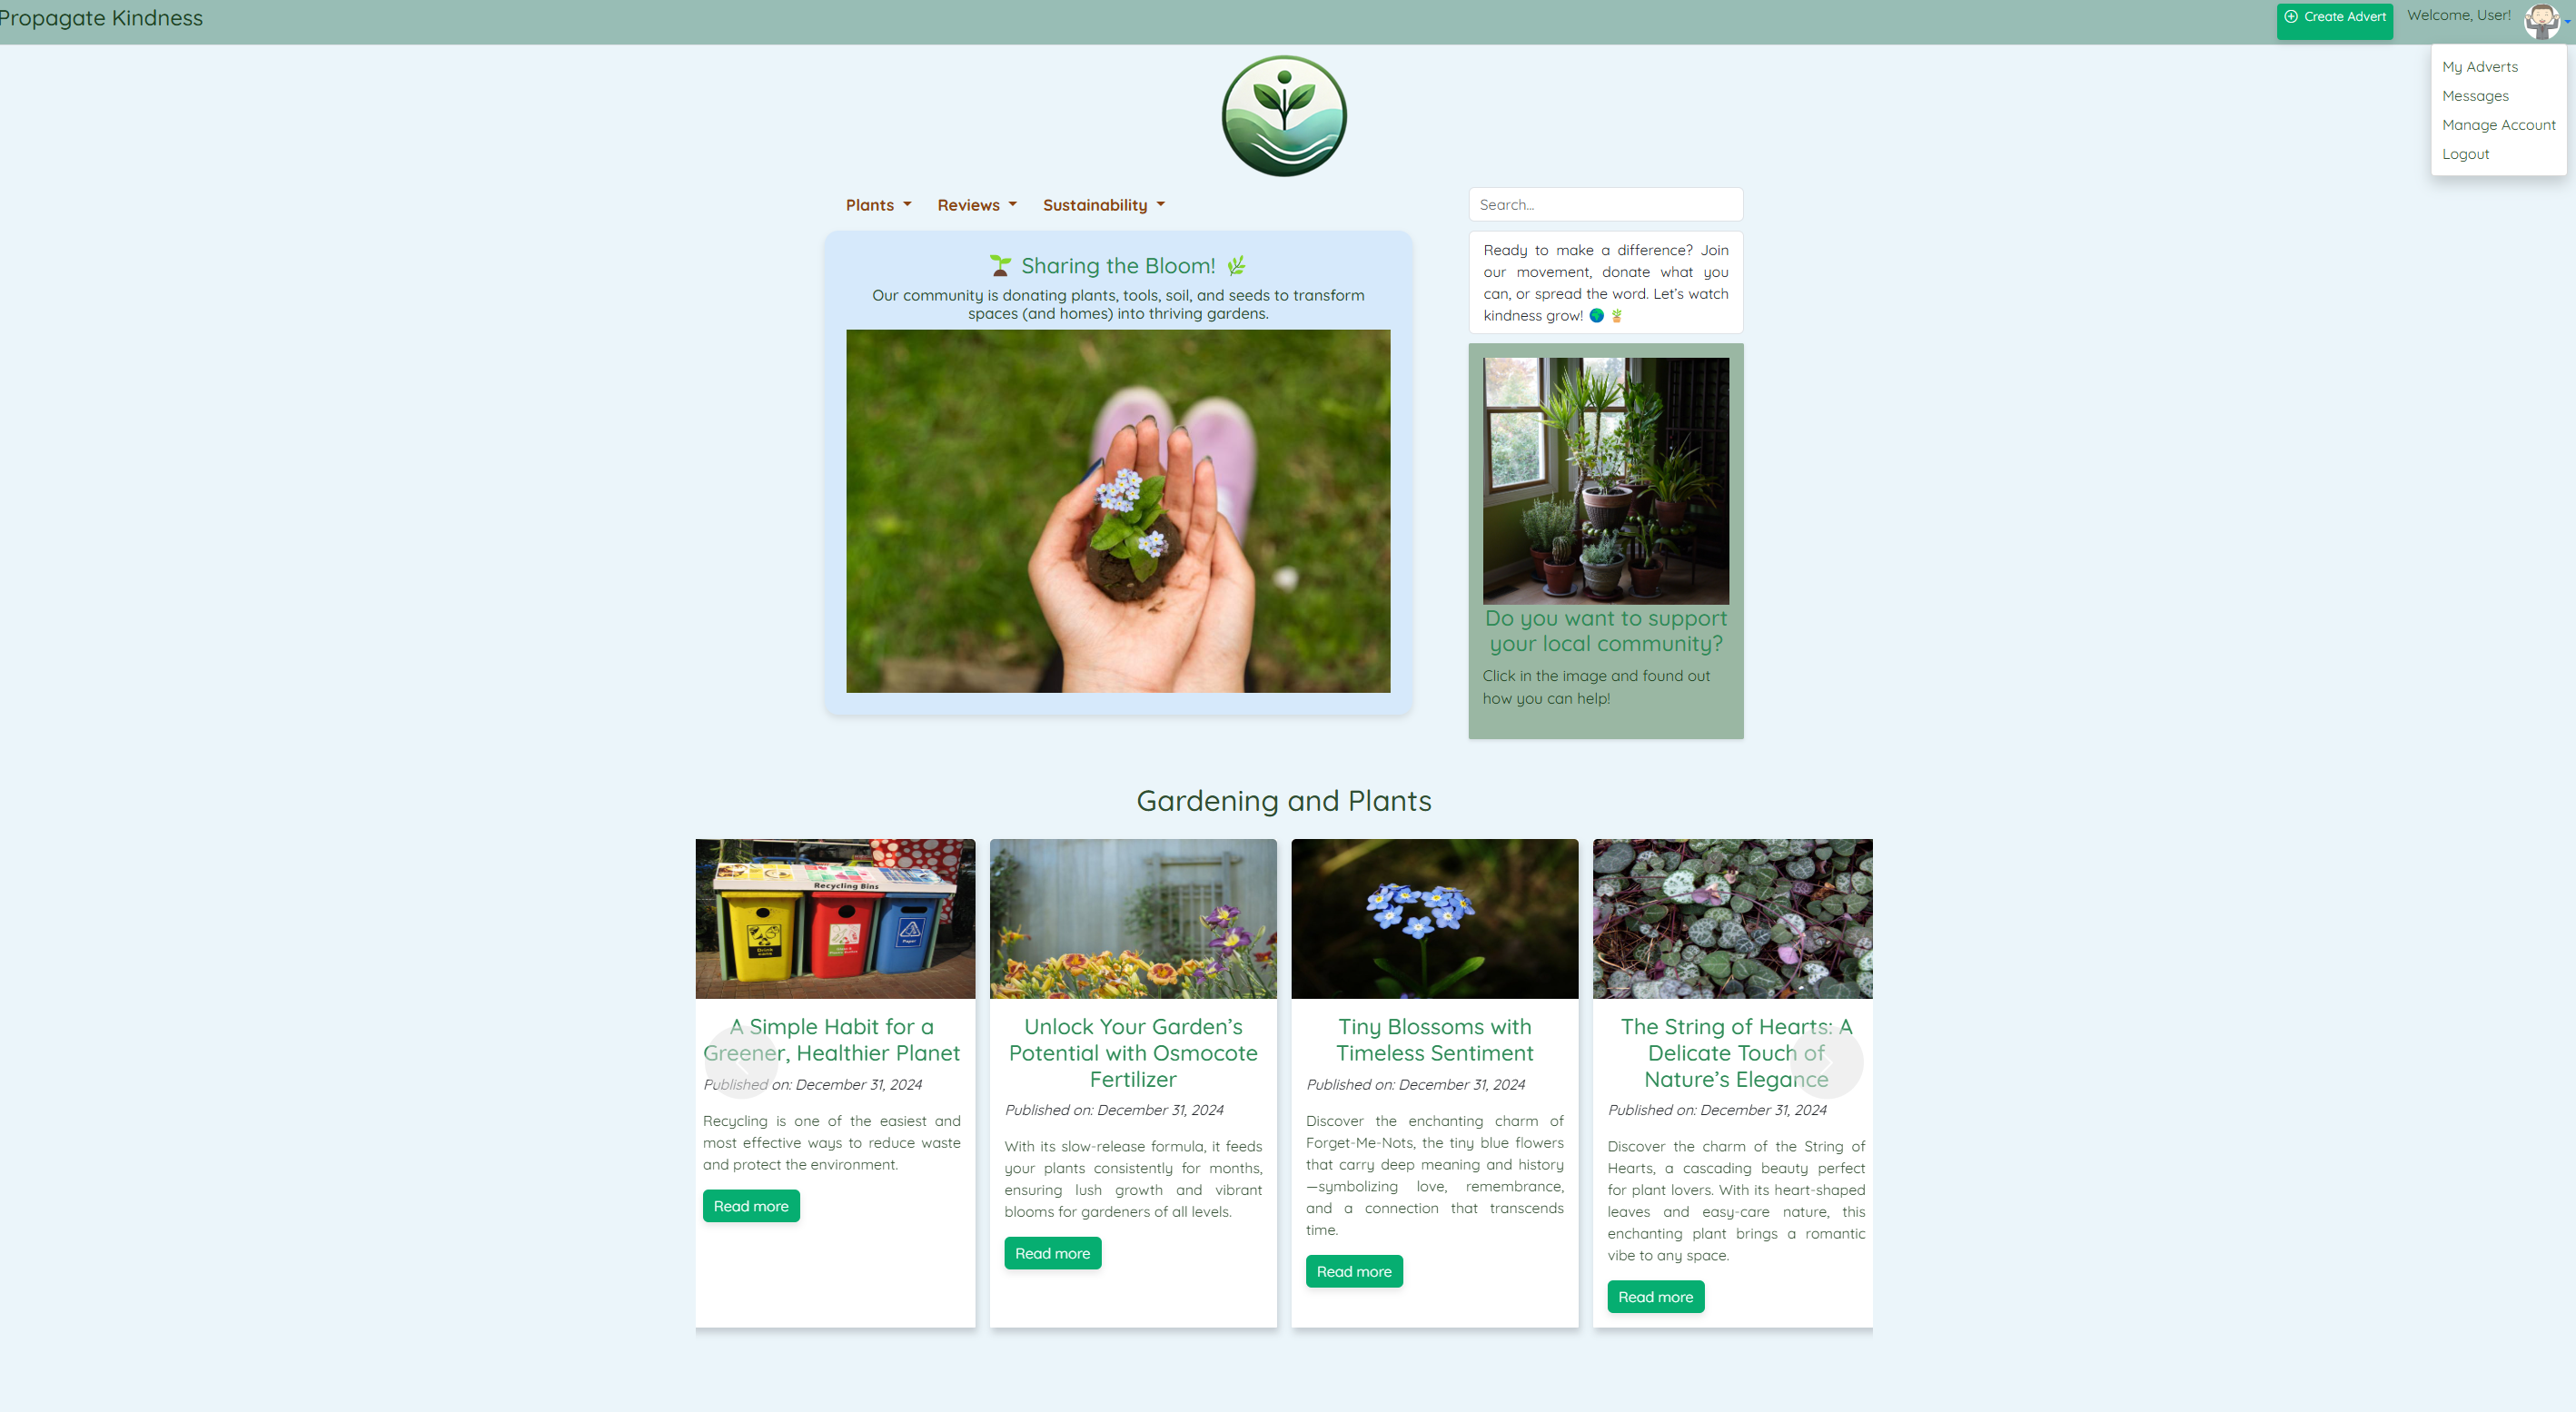 Propagate Kindness
Create Advert
Welcome, User!
My Adverts
Messages
Manage Account
Logout
Plants
Reviews
Sustainability
Search...
🌱 Sharing the Bloom! 🌿
Our community is donating plants, tools, soil, and seeds to transform
spaces (and homes) into thriving gardens.
Ready to make a difference? Join
our movement, donate what you
can, or spread the word. Let’s watch
kindness grow! 🌍 🪴
Do you want to support
your local community?
Click in the image and found out
how you can help!
Gardening and Plants
Recycling Bins
Paper
A Simple Habit for a
Greener, Healthier Planet
Published on: December 31, 2024
Recycling is one of the easiest and
most effective ways to reduce waste
and protect the environment.
Read more
Unlock Your Garden’s
Potential with Osmocote
Fertilizer
Published on: December 31, 2024
With its slow-release formula, it feeds
your plants consistently for months,
ensuring lush growth and vibrant
blooms for gardeners of all levels.
Read more
Tiny Blossoms with
Timeless Sentiment
Published on: December 31, 2024
Discover the enchanting charm of
Forget-Me-Nots, the tiny blue flowers
that carry deep meaning and history
—symbolizing love, remembrance,
and a connection that transcends
time.
Read more
The String of Hearts: A
Delicate Touch of
Nature’s Elegance
Published on: December 31, 2024
Discover the charm of the String of
Hearts, a cascading beauty perfect
for plant lovers. With its heart-shaped
leaves and easy-care nature, this
enchanting plant brings a romantic
vibe to any space.
Read more